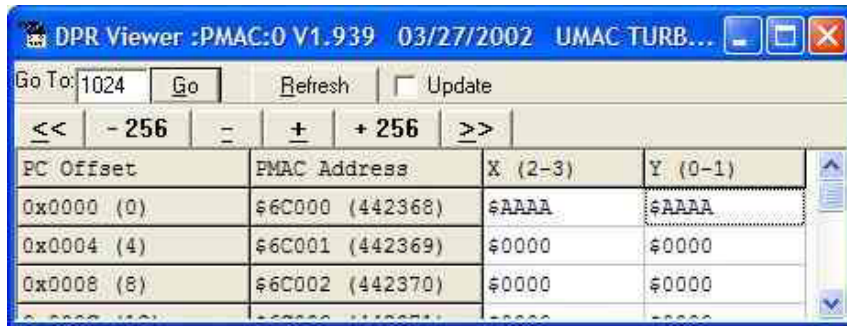 DPR Viewer :PMAC:0 V1.939 03/27/2002 UMAC TURB...
Go To: 1024 Go Refresh Update
<< - 256 - + + 256 >>
PC Offset PMAC Address X (2-3) Y (0-1)
0x0000 (0) $6C000 (442368) $AAAA $AAAA
0x0004 (4) $6C001 (442369) $0000 $0000
0x0008 (8) $6C002 (442370) $0000 $0000